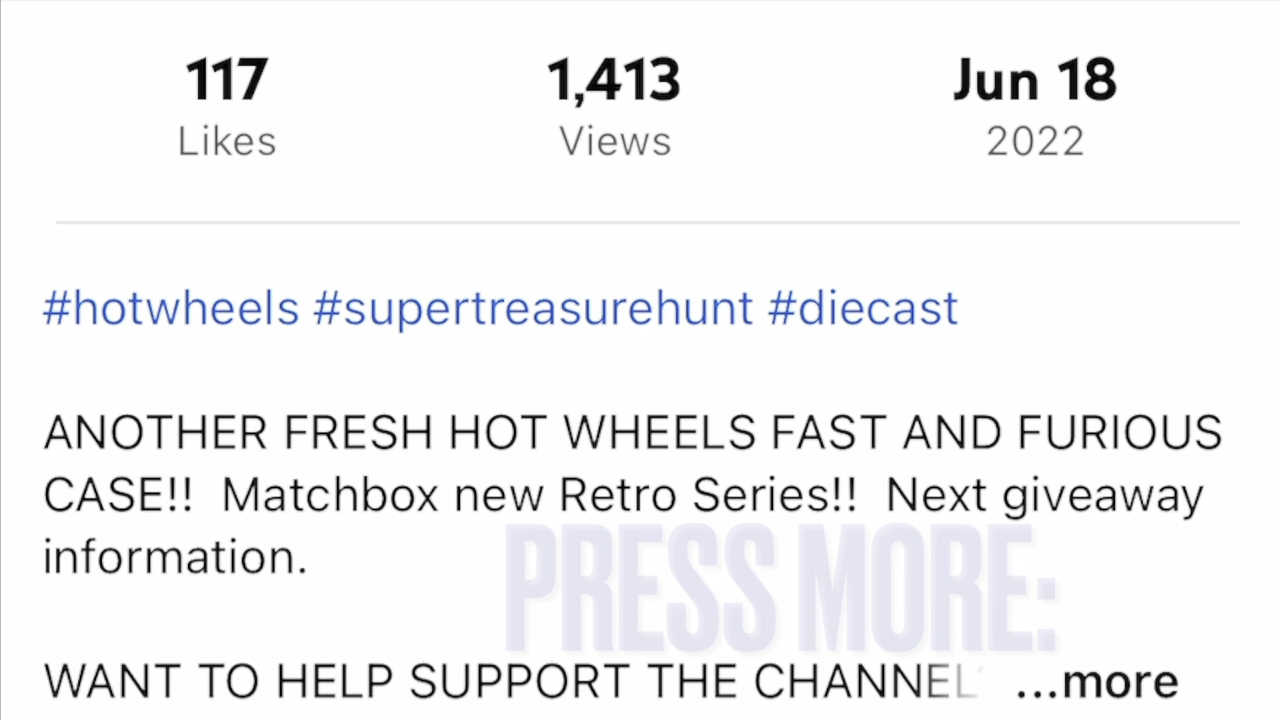 117 1,413 Jun 18
Likes Views 2022
#hotwheels #supertreasurehunt #diecast
ANOTHER FRESH HOT WHEELS FAST AND FURIOUS
CASE!! Matchbox new Retro Series!! Next giveaway
information.
PRESS MORE:
WANT TO HELP SUPPORT THE CHANNEL ...more